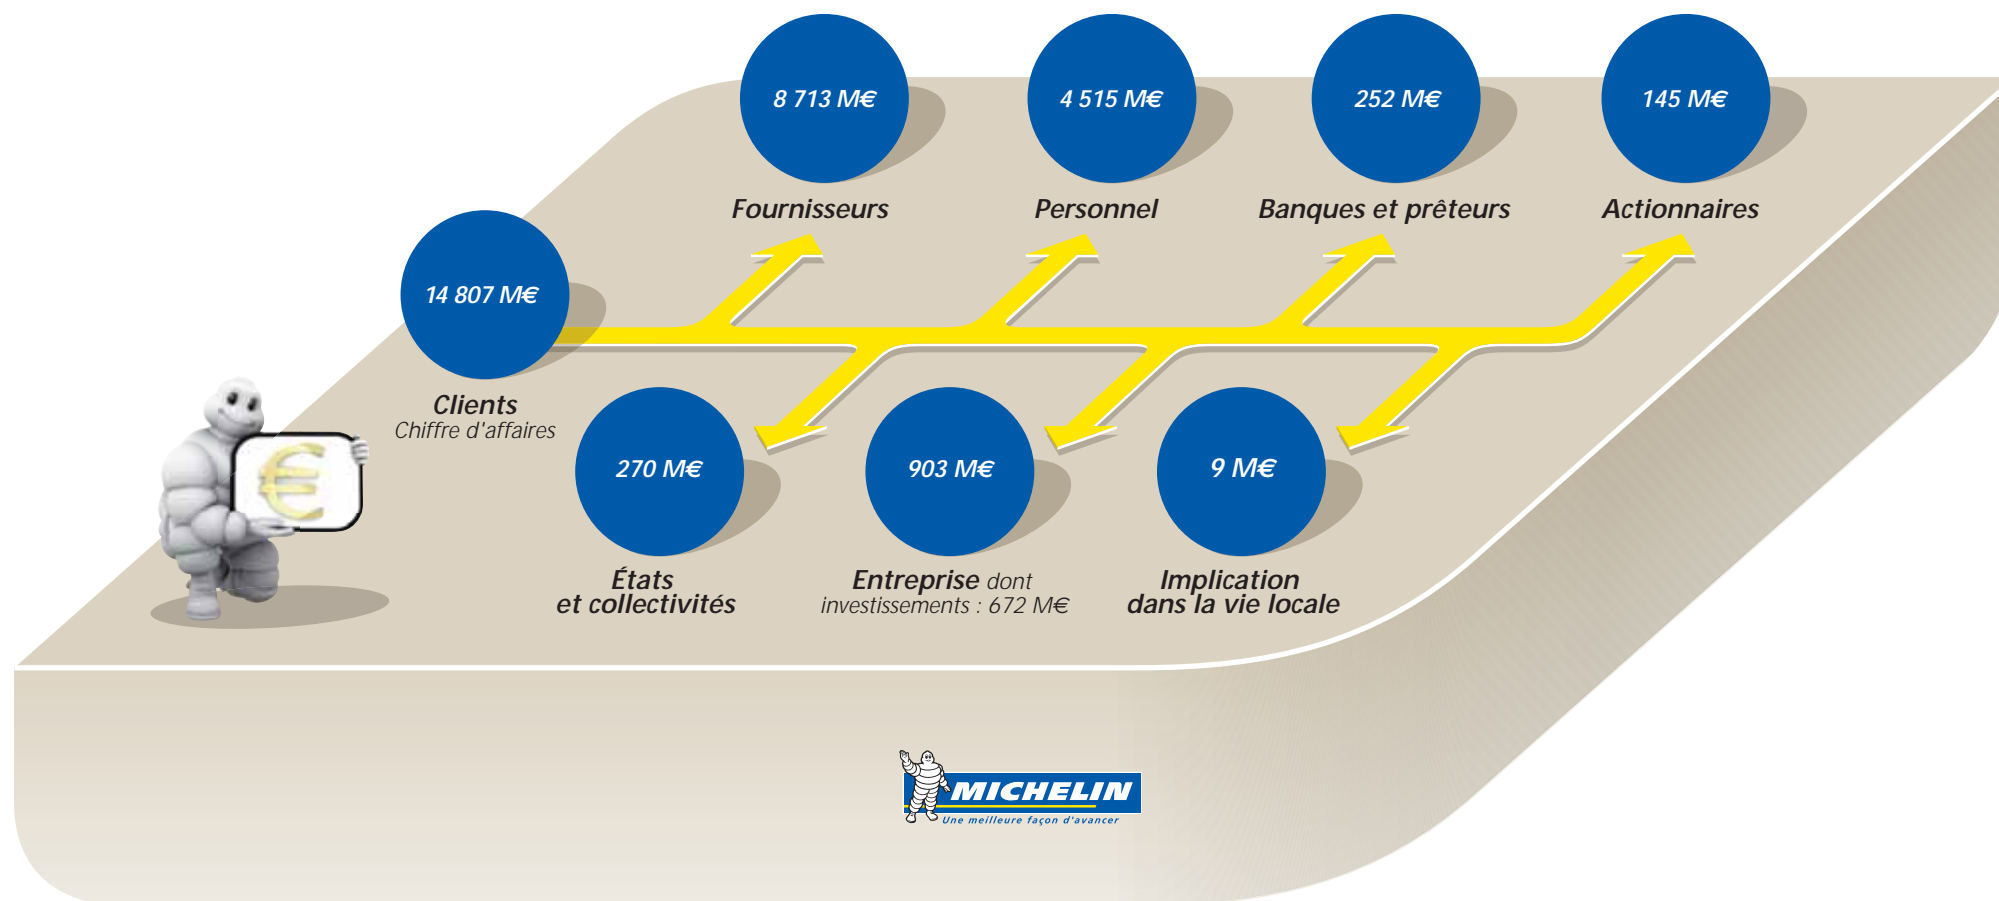 8 713 M€
4 515 M€
252 M€
145 M€
Fournisseurs
Personnel
Banques et prêteurs
Actionnaires
14 807 M€
Clients
Chiffre d'affaires
€
270 M€
903 M€
9 M€
États
et collectivités
Entreprise dont
investissements : 672 M€
Implication
dans la vie locale
MICHELIN
Une meilleure façon d'avancer